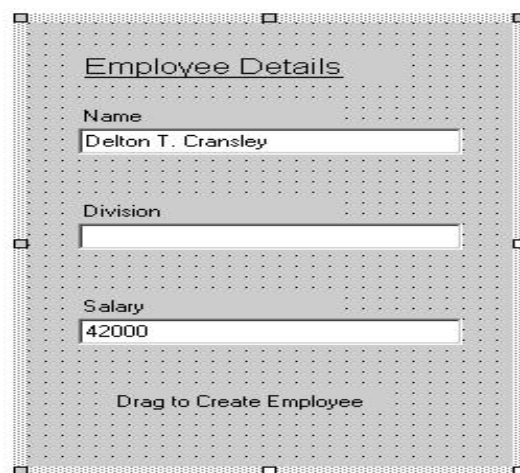 Employee Details
Name
Delton T. Cransley
Division
Salary
42000
Drag to Create Employee